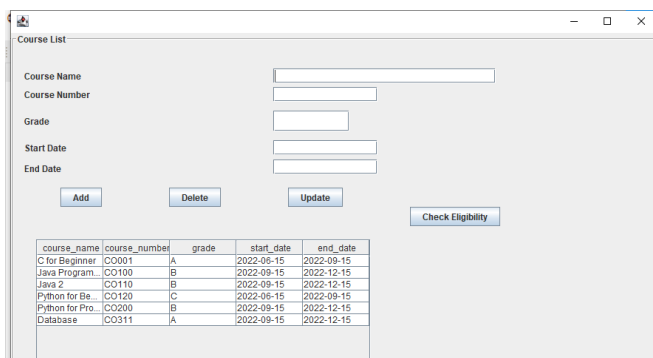 Course List
Course Name
Course Number
Grade
Start Date
End Date
Add Delete Update
Check Eligibility
course_name course_number grade start_date end_date
C for Beginner CO001 A 2022-06-15 2022-09-15
Java Program... CO100 B 2022-09-15 2022-12-15
Java 2 CO110 B 2022-09-15 2022-12-15
Python for Be... CO120 C 2022-06-15 2022-09-15
Python for Pro... CO200 B 2022-09-15 2022-12-15
Database CO311 A 2022-09-15 2022-12-15